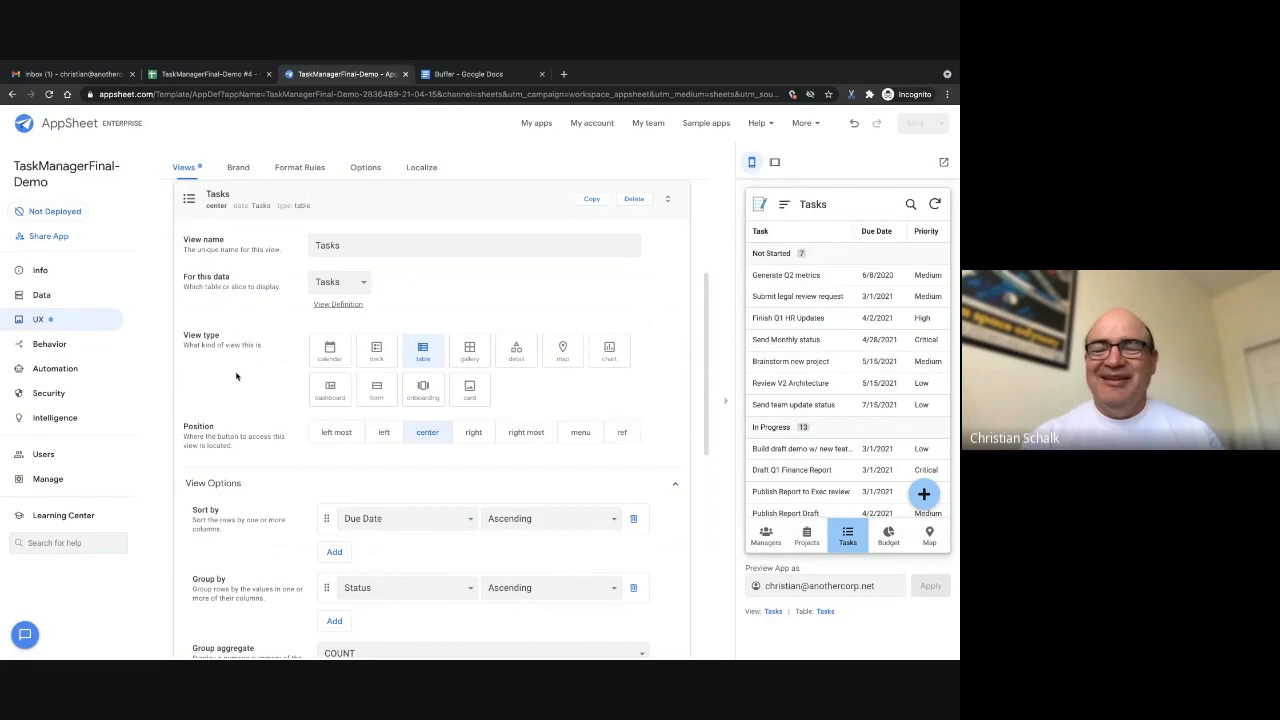 Inbox (1) - christian@anotherc
TaskManagerFinal-Demo #4 -
TaskManagerFinal-Demo - App
Buffer - Google Docs
appsheet.com/Template/AppDef?appName=TaskManagerFinal-Demo-2836489-21-04-15&channel=sheets&utm_campaign=workspace_appsheet&utm_medium=sheets&utm_sou...
Incognito
AppSheet ENTERPRISE
My apps
My account
My team
Sample apps
Help
More
SAVE
TaskManagerFinal-
Demo
Not Deployed
Share App
Info
Data
UX
Behavior
Automation
Security
Intelligence
Users
Manage
Learning Center
Search for help
Views
Brand
Format Rules
Options
Localize
Tasks
center data: Tasks type: table
Copy
Delete
View name
The unique name for this view.
Tasks
For this data
Which table or slice to display.
Tasks
View Definition
View type
What kind of view this is.
calendar
deck
table
gallery
detail
map
chart
dashboard
form
onboarding
card
Position
Where the button to access this
view is located.
left most
left
center
right
right most
menu
ref
View Options
Sort by
Sort the rows by one or more
columns.
Due Date
Ascending
Add
Group by
Group rows by the values in one or
more of their columns.
Status
Ascending
Add
Group aggregate
COUNT
Tasks
Task Due Date Priority
Not Started 7
Generate Q2 metrics 6/8/2020 Medium
Submit legal review request 3/1/2021 Medium
Finish Q1 HR Updates 4/2/2021 High
Send Monthly status 4/28/2021 Critical
Brainstorm new project 5/15/2021 Medium
Review V2 Architecture 5/15/2021 Low
Send team update status 7/15/2021 Low
In Progress 13
Build draft demo w/ new feat... 3/1/2021 Low
Draft Q1 Finance Report 3/1/2021 Critical
Publish Report to Exec review 3/1/2021
Publish Report Draft 4/2/2021 Medium
Managers
Projects
Tasks
Budget
Map
Preview App as
christian@anothercorp.net
Apply
View: Tasks | Table: Tasks
Christian Schalk